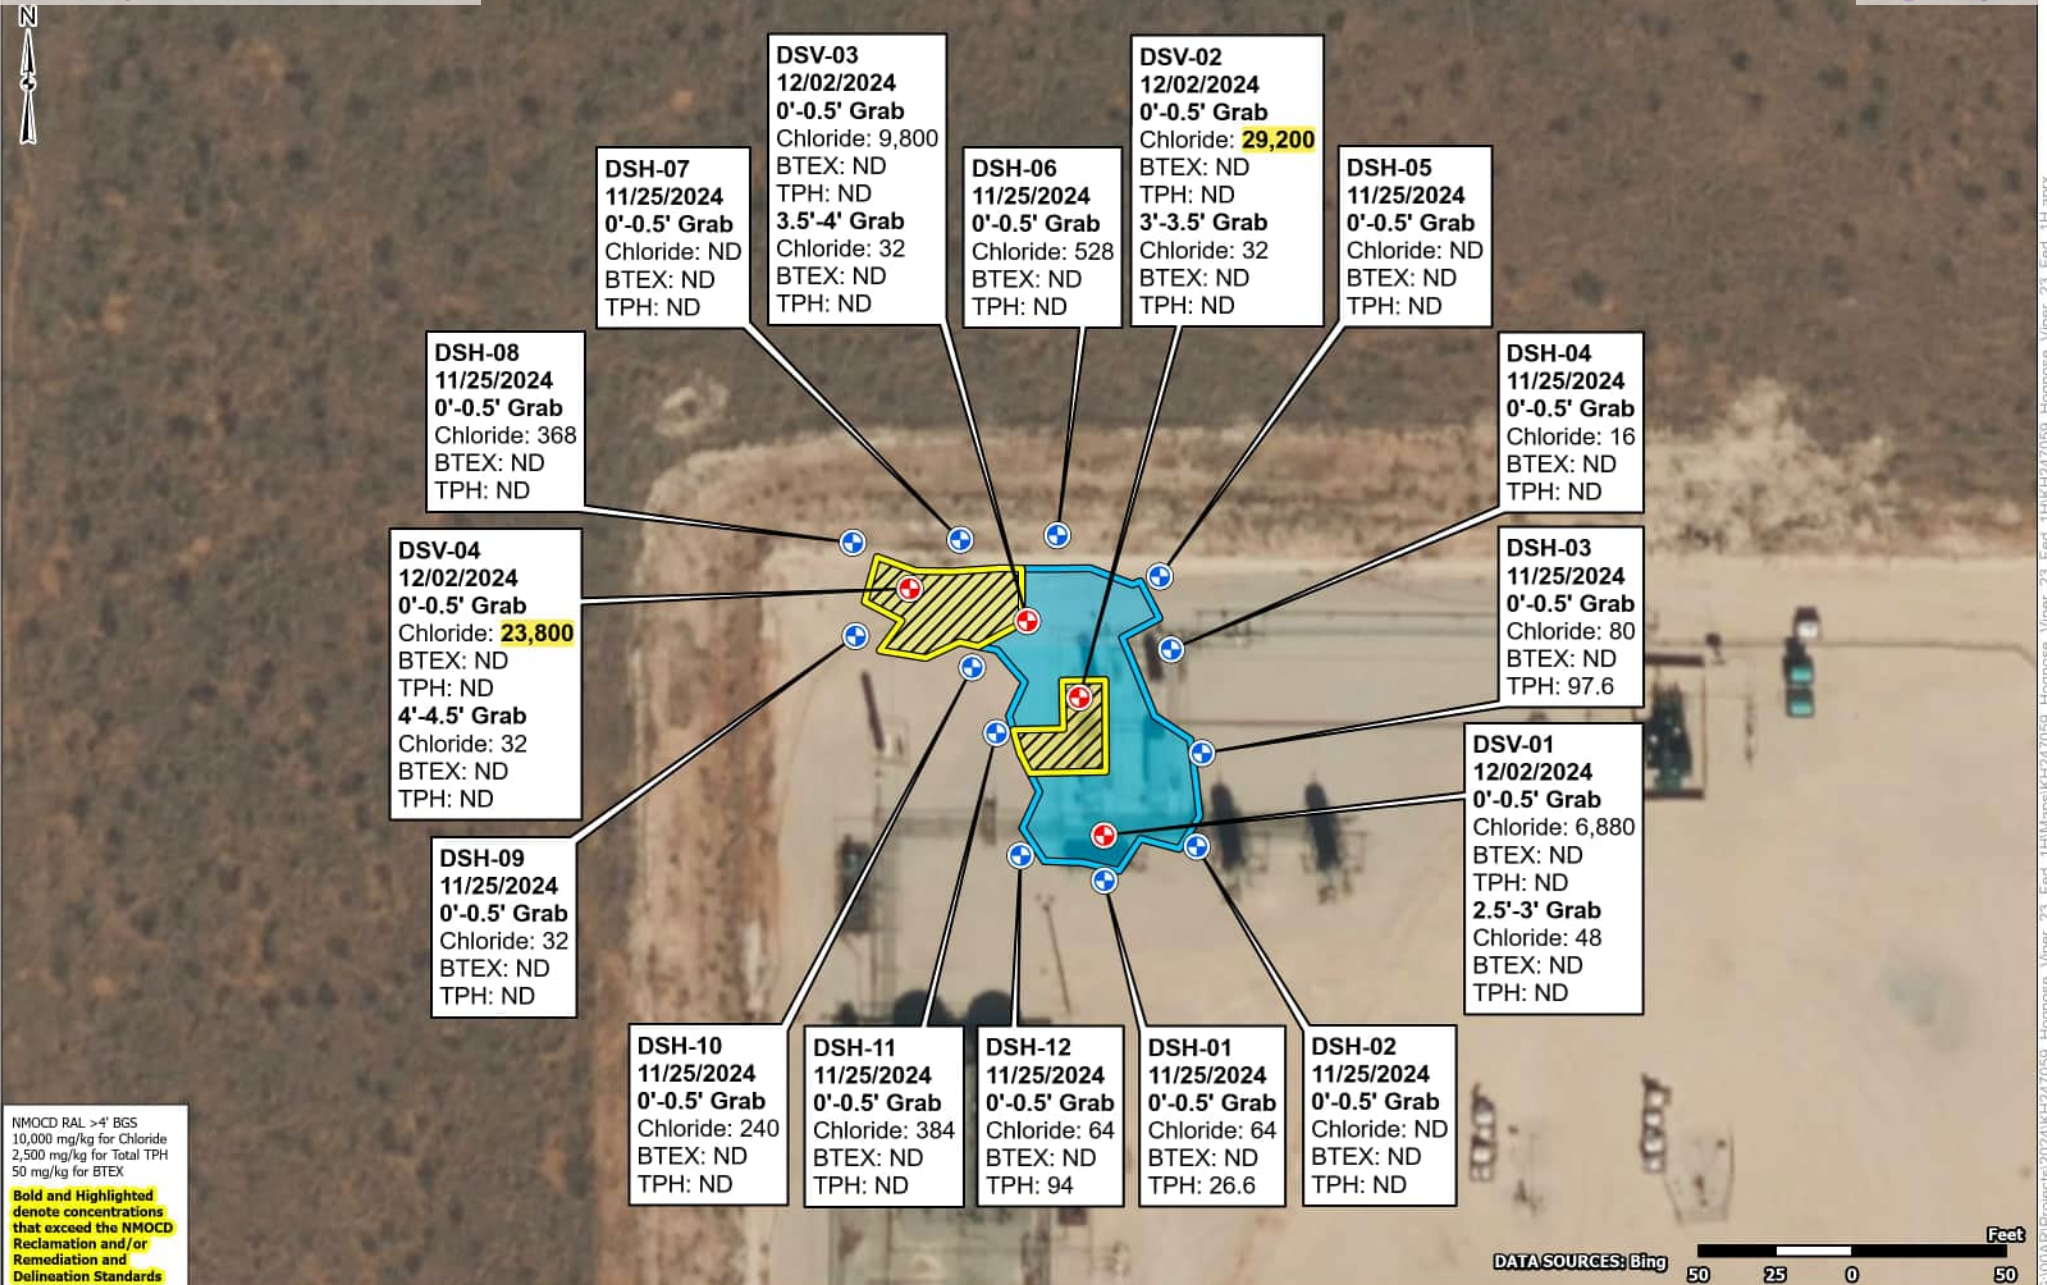 N
DSV-03
12/02/2024
0'-0.5' Grab
Chloride: 9,800
BTEX: ND
TPH: ND
3.5'-4' Grab
Chloride: 32
BTEX: ND
TPH: ND
DSV-02
12/02/2024
0'-0.5' Grab
Chloride: 29,200
BTEX: ND
TPH: ND
3'-3.5' Grab
Chloride: 32
BTEX: ND
TPH: ND
DSH-07
11/25/2024
0'-0.5' Grab
Chloride: ND
BTEX: ND
TPH: ND
DSH-06
11/25/2024
0'-0.5' Grab
Chloride: 528
BTEX: ND
TPH: ND
DSH-05
11/25/2024
0'-0.5' Grab
Chloride: ND
BTEX: ND
TPH: ND
DSH-08
11/25/2024
0'-0.5' Grab
Chloride: 368
BTEX: ND
TPH: ND
DSH-04
11/25/2024
0'-0.5' Grab
Chloride: 16
BTEX: ND
TPH: ND
DSV-04
12/02/2024
0'-0.5' Grab
Chloride: 23,800
BTEX: ND
TPH: ND
4'-4.5' Grab
Chloride: 32
BTEX: ND
TPH: ND
DSH-03
11/25/2024
0'-0.5' Grab
Chloride: 80
BTEX: ND
TPH: 97.6
DSV-01
12/02/2024
0'-0.5' Grab
Chloride: 6,880
BTEX: ND
TPH: ND
2.5'-3' Grab
Chloride: 48
BTEX: ND
TPH: ND
DSH-09
11/25/2024
0'-0.5' Grab
Chloride: 32
BTEX: ND
TPH: ND
DSH-10
11/25/2024
0'-0.5' Grab
Chloride: 240
BTEX: ND
TPH: ND
DSH-11
11/25/2024
0'-0.5' Grab
Chloride: 384
BTEX: ND
TPH: ND
DSH-12
11/25/2024
0'-0.5' Grab
Chloride: 64
BTEX: ND
TPH: 94
DSH-01
11/25/2024
0'-0.5' Grab
Chloride: 64
BTEX: ND
TPH: 26.6
DSH-02
11/25/2024
0'-0.5' Grab
Chloride: ND
BTEX: ND
TPH: ND
NMOCD RAL >4' BGS
10,000 mg/kg for Chloride
2,500 mg/kg for Total TPH
50 mg/kg for BTEX
Bold and Highlighted
denote concentrations
that exceed the NMOCD
Reclamation and/or
Remediation and
Delineation Standards
Feet
DATA SOURCES: Bing
50 25 0 50